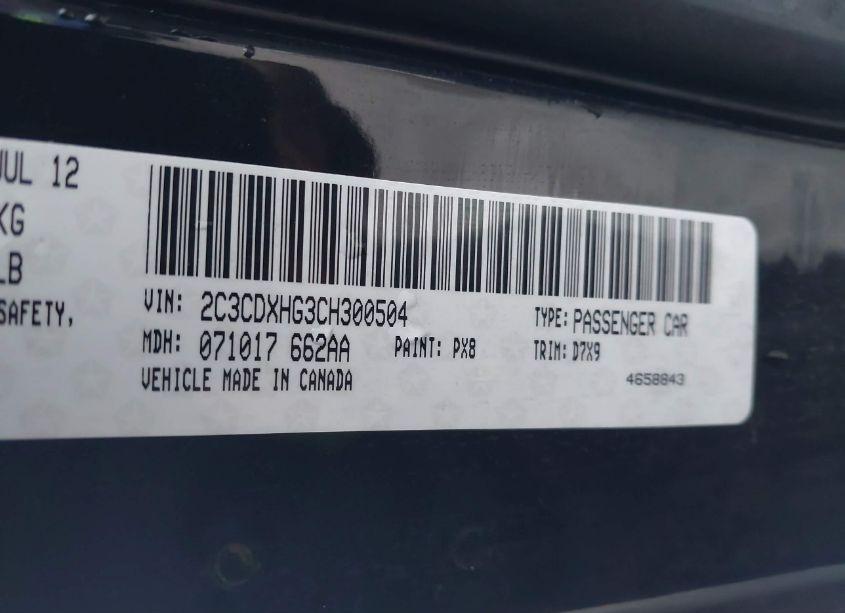 JUL 12
KG
LB
SAFETY,
VIN: 2C3CDXHG3CH300504
TYPE: PASSENGER CAR
MDH: 071017 662AA
PAINT: PX8
TRIM: D7X9
VEHICLE MADE IN CANADA
4658843